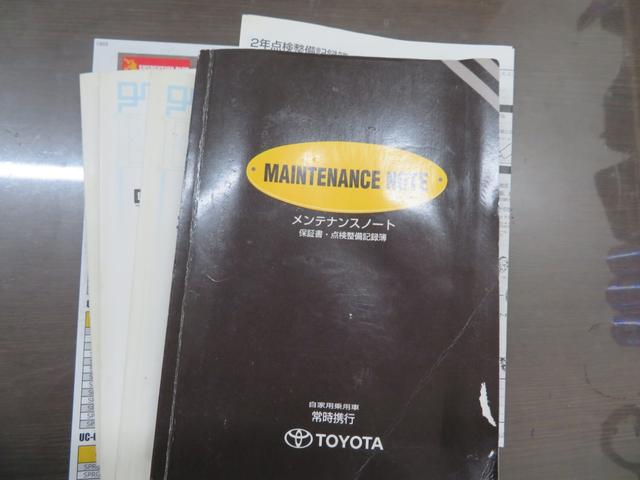 2年点検整備記録簿
MAINTENANCE NOTE
メンテナンスノート
保証書・点検整備記録簿
自家用乗用車
常時携行
TOYOTA